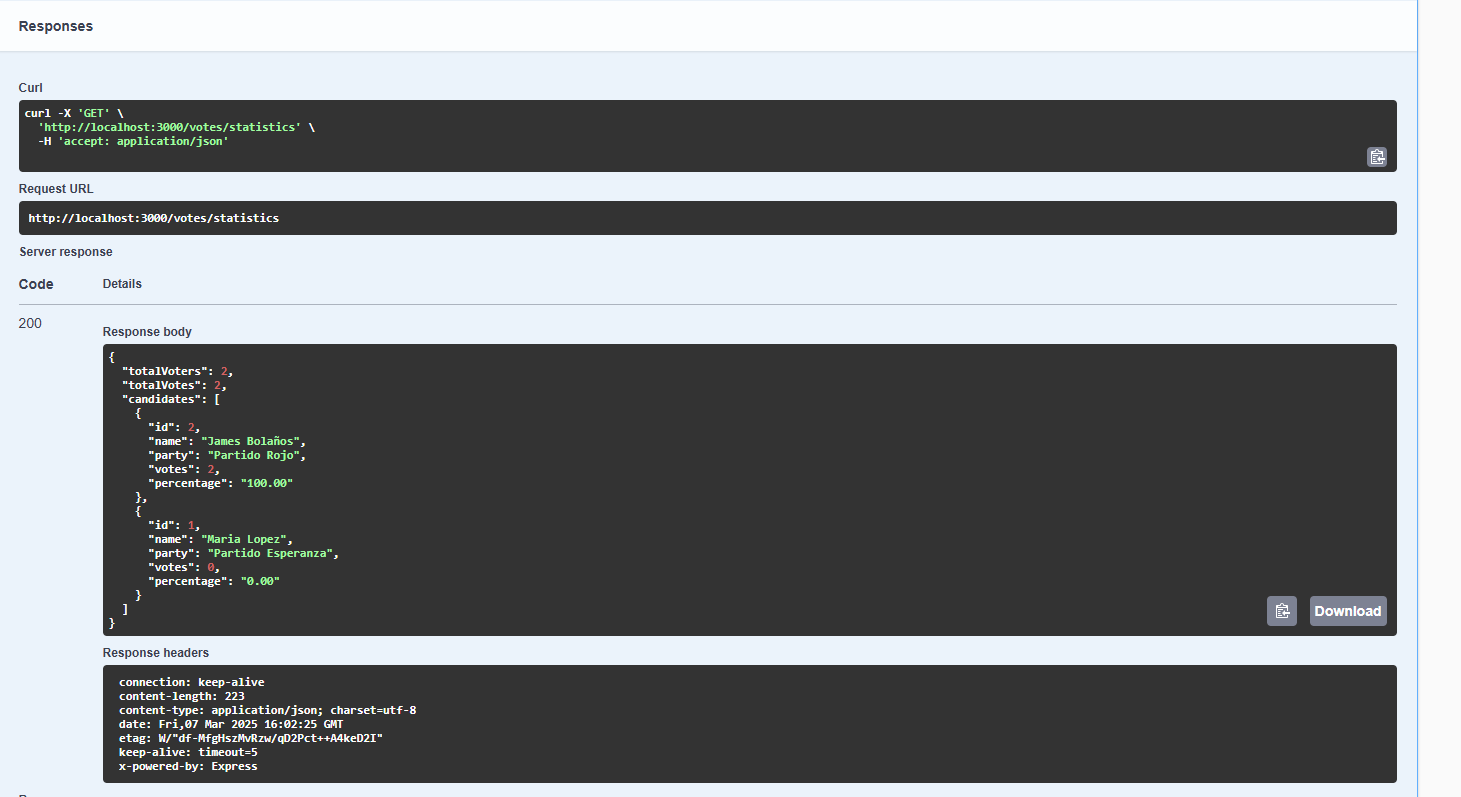 Responses
Curl
curl -X 'GET' \
  'http://localhost:3000/votes/statistics' \
  -H 'accept: application/json'
Request URL
http://localhost:3000/votes/statistics
Server response
Code Details
200
Response body
{
  "totalVoters": 2,
  "totalVotes": 2,
  "candidates": [
    {
      "id": 2,
      "name": "James Bolaños",
      "party": "Partido Rojo",
      "votes": 2,
      "percentage": "100.00"
    },
    {
      "id": 1,
      "name": "Maria Lopez",
      "party": "Partido Esperanza",
      "votes": 0,
      "percentage": "0.00"
    }
  ]
}
Download
Response headers
connection: keep-alive
content-length: 223
content-type: application/json; charset=utf-8
date: Fri,07 Mar 2025 16:02:25 GMT
etag: W/"df-MfgHszMvRzw/qD2Pct++A4keD2I"
keep-alive: timeout=5
x-powered-by: Express